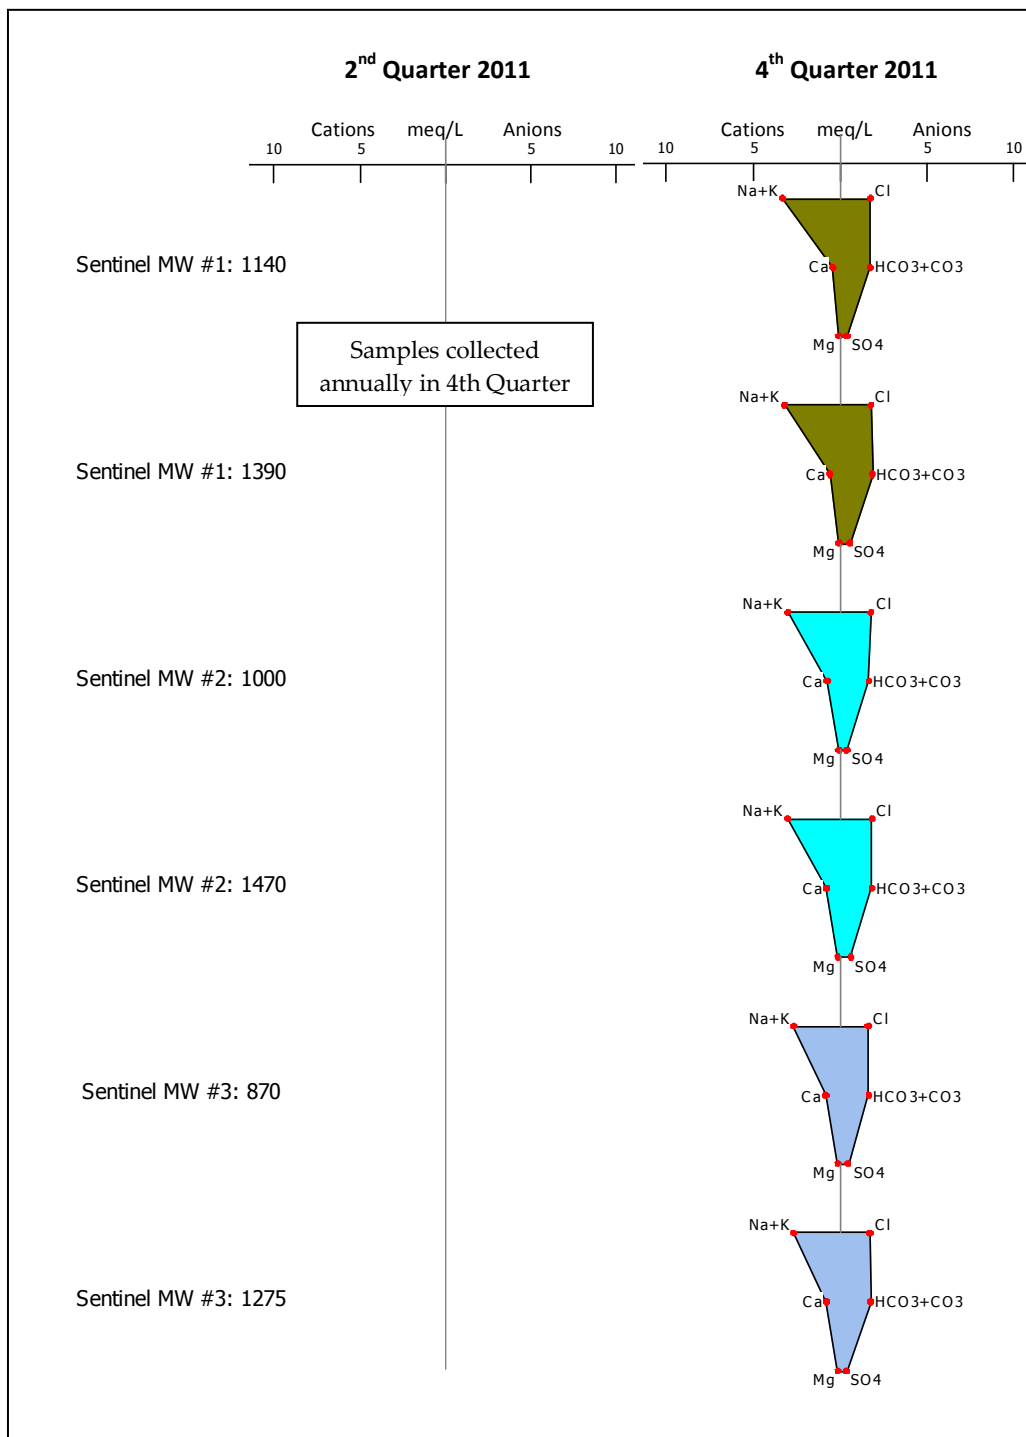 2nd Quarter 2011 4th Quarter 2011
Cations meq/L Anions Cations meq/L Anions
10 5 5 10 10 5 5 10
Na+K Cl
Sentinel MW #1: 1140 Ca HCO3+CO3
Mg SO4
Samples collected
annually in 4th Quarter
Na+K Cl
Sentinel MW #1: 1390 Ca HCO3+CO3
Mg SO4
Na+K Cl
Sentinel MW #2: 1000 Ca HCO3+CO3
Mg SO4
Na+K Cl
Sentinel MW #2: 1470 Ca HCO3+CO3
Mg SO4
Na+K Cl
Sentinel MW #3: 870 Ca HCO3+CO3
Mg SO4
Na+K Cl
Sentinel MW #3: 1275 Ca HCO3+CO3
Mg SO4